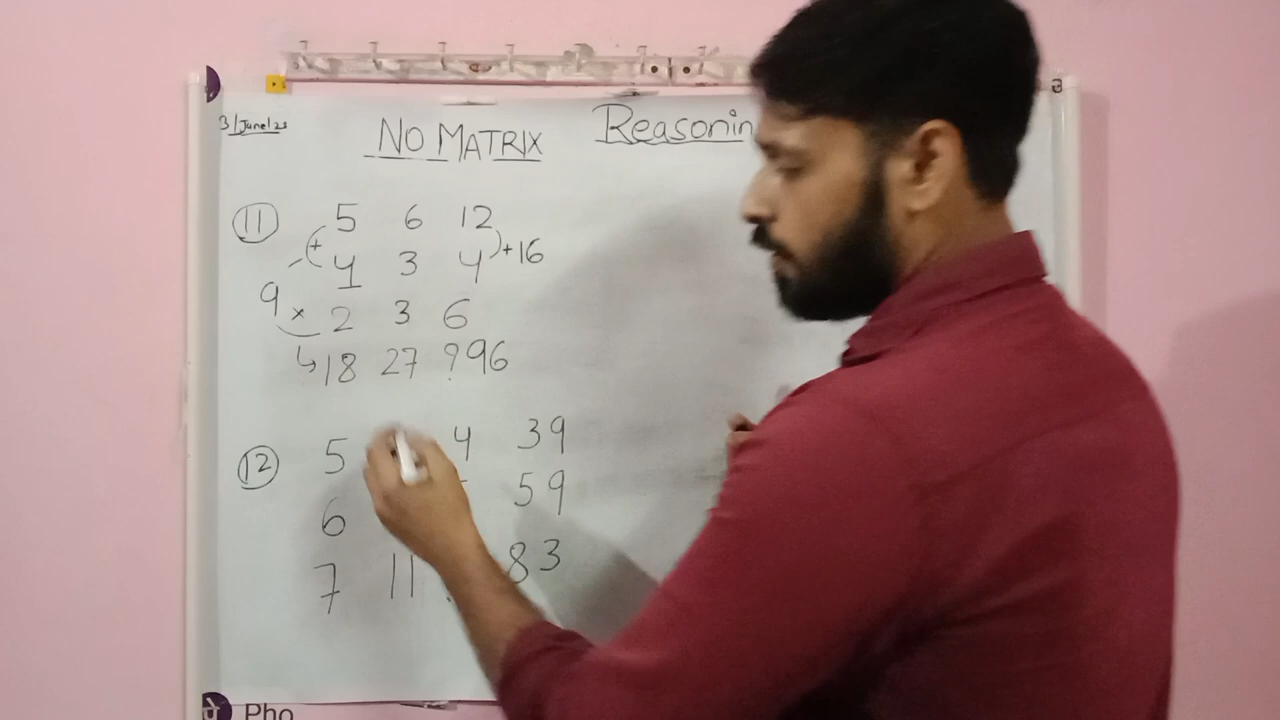 3/June/23
NO MATRIX
Reasonin
11
5 6 12
+
4 3 4 +16
9 × 2 3 6
18 27 ? 96
12
5 4 39
6 59
7 11 83
Pho